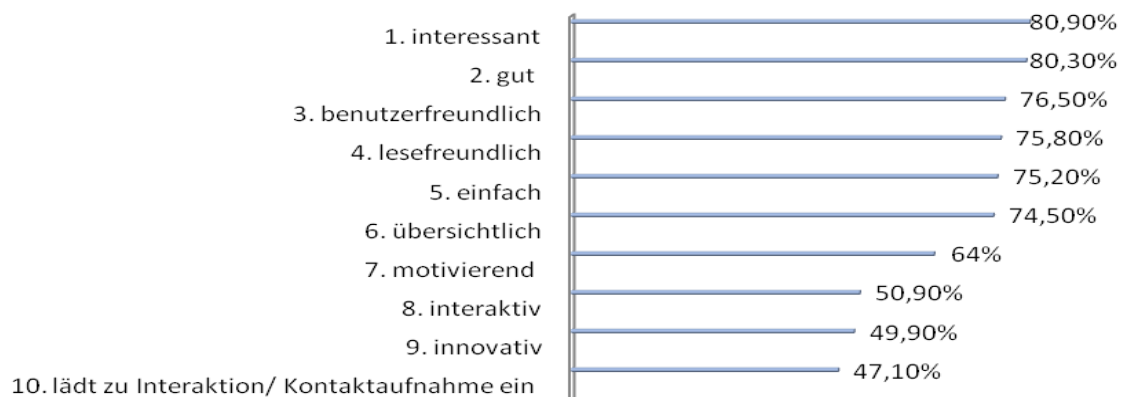 1. interessant 80,90%
2. gut 80,30%
3. benutzerfreundlich 76,50%
4. lesefreundlich 75,80%
5. einfach 75,20%
6. übersichtlich 74,50%
7. motivierend 64%
8. interaktiv 50,90%
9. innovativ 49,90%
10. lädt zu Interaktion/ Kontaktaufnahme ein 47,10%